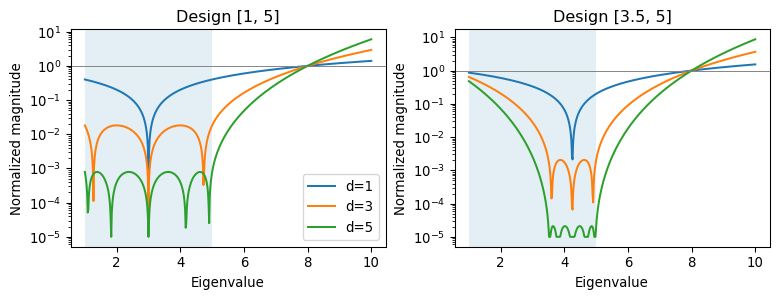 Design [1, 5]
Normalized magnitude
10¹
10⁰
10⁻¹
10⁻²
10⁻³
10⁻⁴
10⁻⁵
d=1
d=3
d=5
2
4
6
8
10
Eigenvalue
Design [3.5, 5]
Normalized magnitude
10¹
10⁰
10⁻¹
10⁻²
10⁻³
10⁻⁴
10⁻⁵
2
4
6
8
10
Eigenvalue